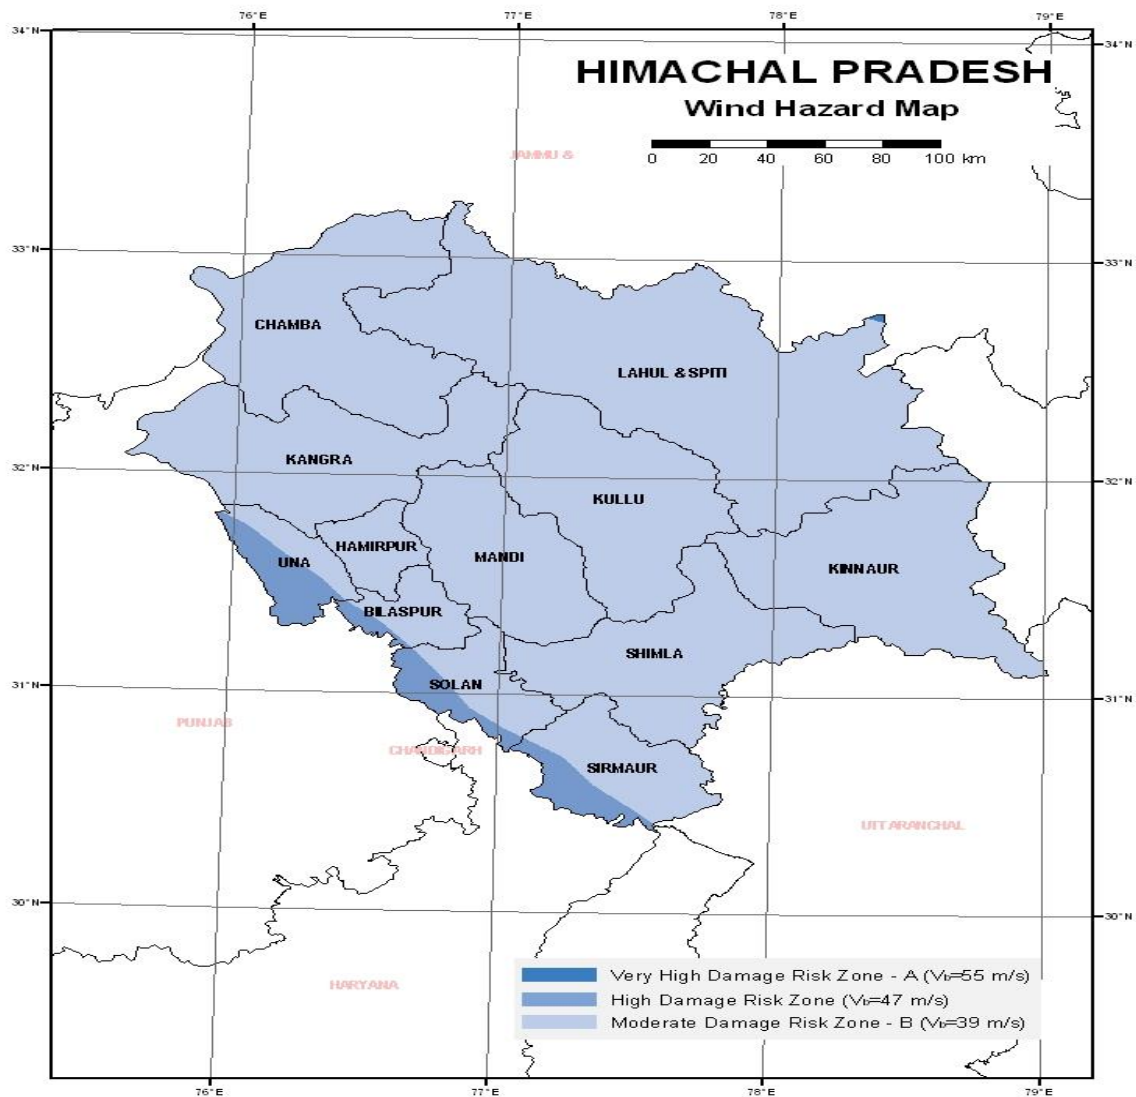 76°E 77°E 78°E 79°E
34°N 34°N
HIMACHAL PRADESH
Wind Hazard Map
0 20 40 60 80 100 km
JAMMU &
33°N 33°N
CHAMBA
LAHUL & SPITI
KANGRA
32°N 32°N
KULLU
HAMIRPUR
MANDI
UNA
KINNAUR
BILASPUR
SHIMLA
SOLAN
31°N 31°N
PUNJAB
CHANDIGARH
SIRMAUR
UTTARANCHAL
30°N 30°N
HARYANA
Very High Damage Risk Zone - A (Vb=55 m/s)
High Damage Risk Zone (Vb=47 m/s)
Moderate Damage Risk Zone - B (Vb=39 m/s)
76°E 77°E 78°E 79°E